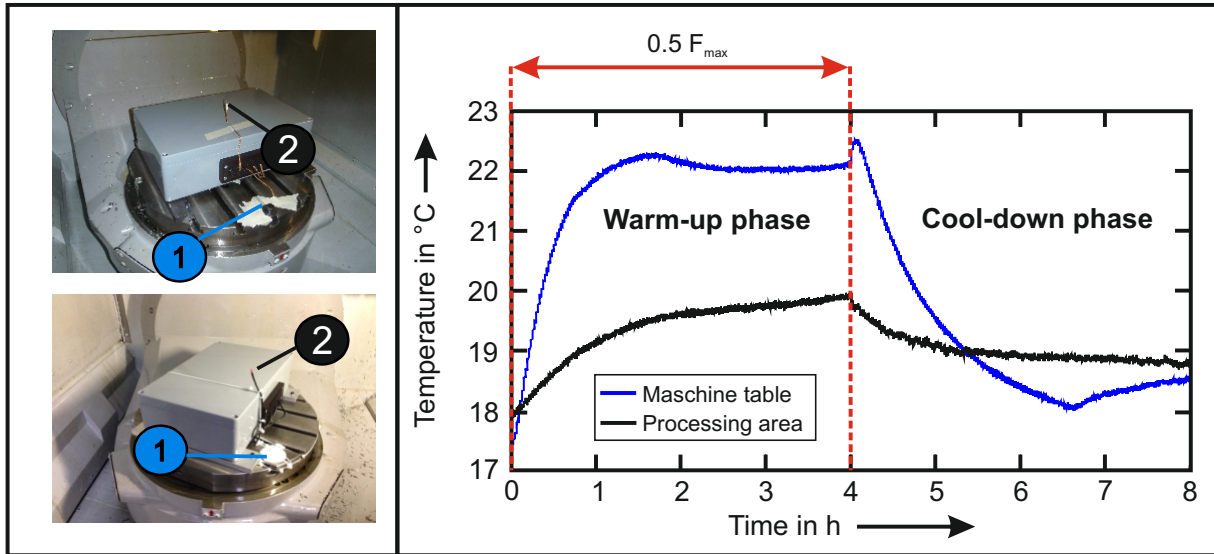 2
1
2
1
0.5 Fmax
Temperature in °C
23
22
21
20
19
18
17
Warm-up phase
Cool-down phase
Maschine table
Processing area
0 1 2 3 4 5 6 7 8
Time in h